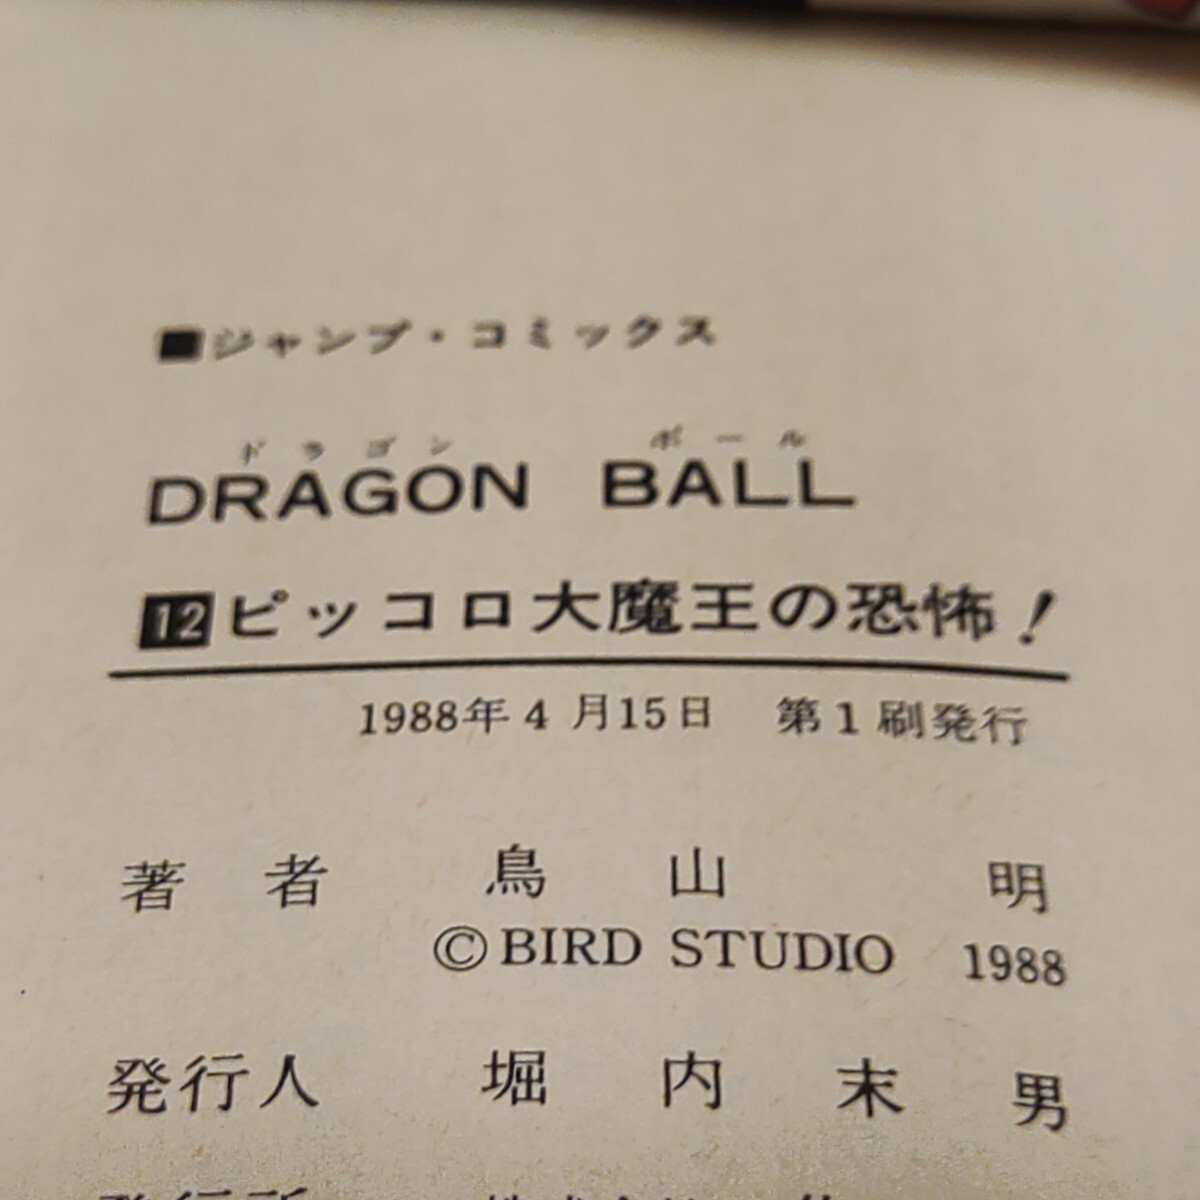 ■ジャンプ・コミックス
ドラゴン ボール
DRAGON BALL
12 ピッコロ大魔王の恐怖!
1988年4月15日 第1刷発行
著者 鳥山明
©BIRD STUDIO 1988
発行人 堀内末男